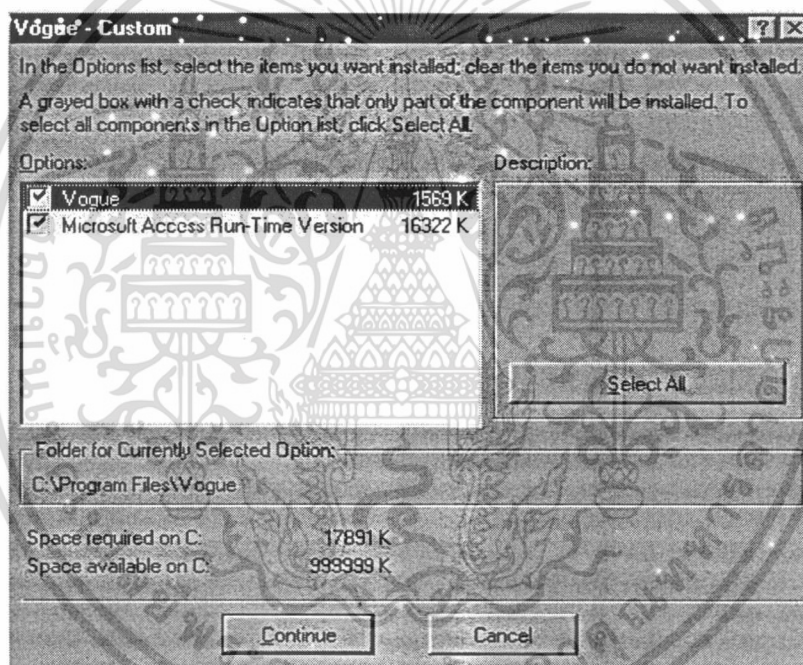 Vogue - Custom
In the Options list, select the items you want installed; clear the items you do not want installed.
A grayed box with a check indicates that only part of the component will be installed. To
select all components in the Option list, click Select All.
Options:
Description:
Vogue 1569 K
Microsoft Access Run-Time Version 16322 K
Select All
Folder for Currently Selected Option:
C:\Program Files\Vogue
Space required on C: 17891 K
Space available on C: 999999 K
Continue
Cancel